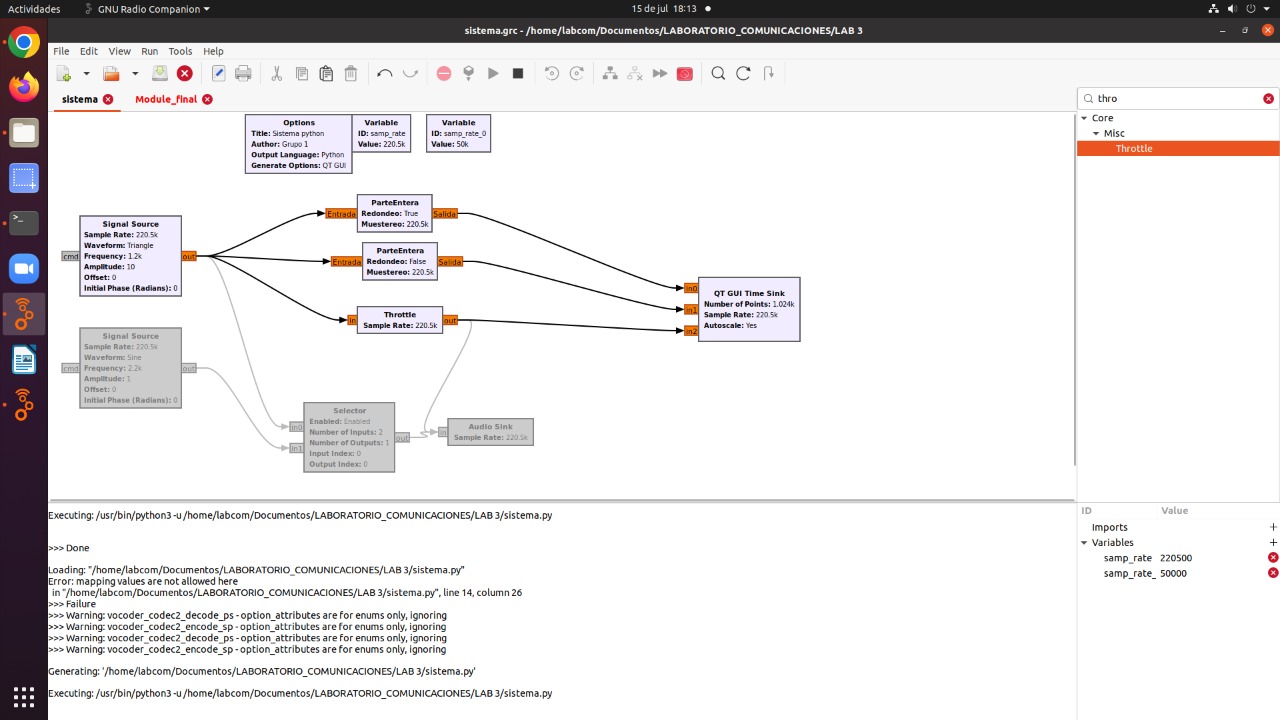 Actividades
GNU Radio Companion
15 de jul 18:13
sistema.grc - /home/labcom/Documentos/LABORATORIO_COMUNICACIONES/LAB 3
File Edit View Run Tools Help
sistema
Module_final
thro
Core
Misc
Throttle
Options
Title: Sistema python
Author: Grupo 1
Output Language: Python
Generate Options: QT GUI
Variable
ID: samp_rate
Value: 220.5k
Variable
ID: samp_rate_0
Value: 50k
Signal Source
Sample Rate: 220.5k
Waveform: Triangle
Frequency: 1.2k
Amplitude: 10
Offset: 0
Initial Phase (Radians): 0
cmd
out
ParteEntera
Redondeo: True
Muestereo: 220.5k
Entrada
Salida
ParteEntera
Redondeo: False
Muestereo: 220.5k
Entrada
Salida
Throttle
Sample Rate: 220.5k
in
out
QT GUI Time Sink
Number of Points: 1.024k
Sample Rate: 220.5k
Autoscale: Yes
in0
in1
in2
Signal Source
Sample Rate: 220.5k
Waveform: Sine
Frequency: 2.2k
Amplitude: 1
Offset: 0
Initial Phase (Radians): 0
cmd
out
Selector
Enabled: Enabled
Number of Inputs: 2
Number of Outputs: 1
Input Index: 0
Output Index: 0
in0
in1
out
Audio Sink
Sample Rate: 220.5k
in
Executing: /usr/bin/python3 -u /home/labcom/Documentos/LABORATORIO_COMUNICACIONES/LAB 3/sistema.py
>>> Done
Loading: "/home/labcom/Documentos/LABORATORIO_COMUNICACIONES/LAB 3/sistema.py"
Error: mapping values are not allowed here
in "/home/labcom/Documentos/LABORATORIO_COMUNICACIONES/LAB 3/sistema.py", line 14, column 26
>>> Failure
>>> Warning: vocoder_codec2_decode_ps - option_attributes are for enums only, ignoring
>>> Warning: vocoder_codec2_encode_sp - option_attributes are for enums only, ignoring
>>> Warning: vocoder_codec2_decode_ps - option_attributes are for enums only, ignoring
>>> Warning: vocoder_codec2_encode_sp - option_attributes are for enums only, ignoring
Generating: '/home/labcom/Documentos/LABORATORIO_COMUNICACIONES/LAB 3/sistema.py'
Executing: /usr/bin/python3 -u /home/labcom/Documentos/LABORATORIO_COMUNICACIONES/LAB 3/sistema.py
ID Value
Imports
Variables
samp_rate 220500
samp_rate_ 50000